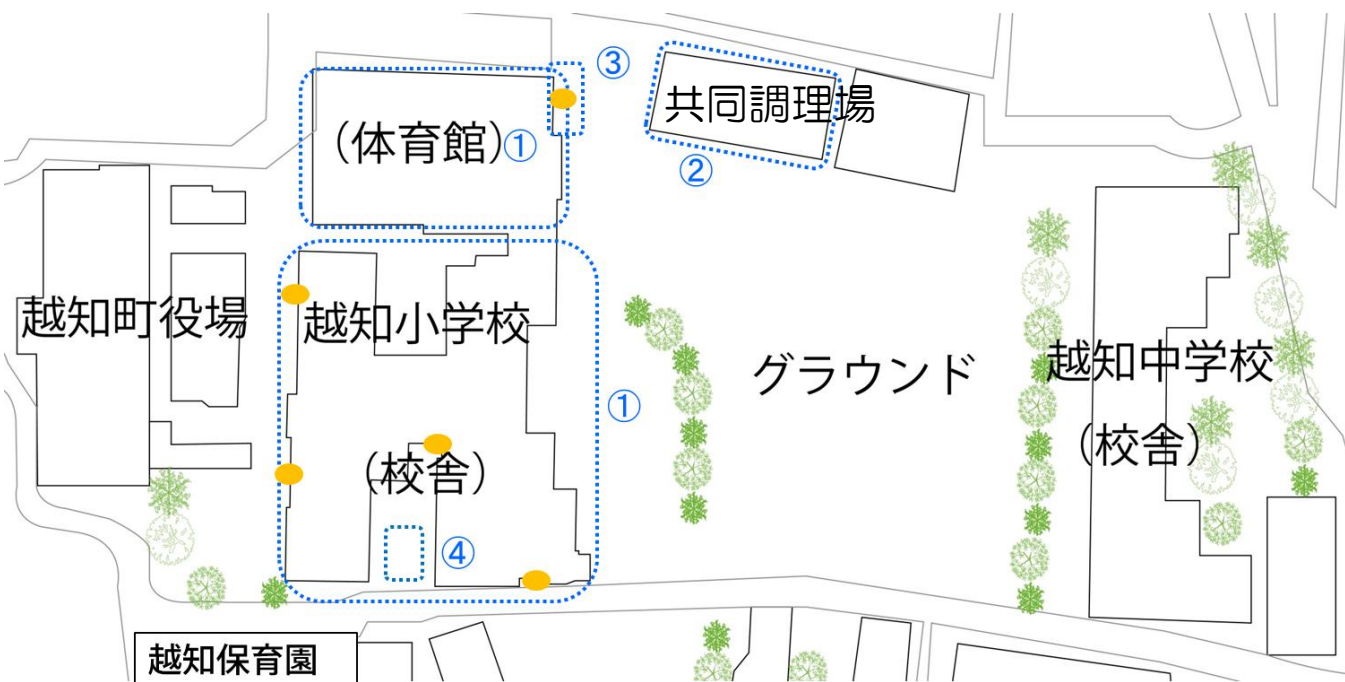 ③
共同調理場
(体育館)①
②
越知町役場
越知小学校
グラウンド
越知中学校
①
(校舎)
(校舎)
④
越知保育園